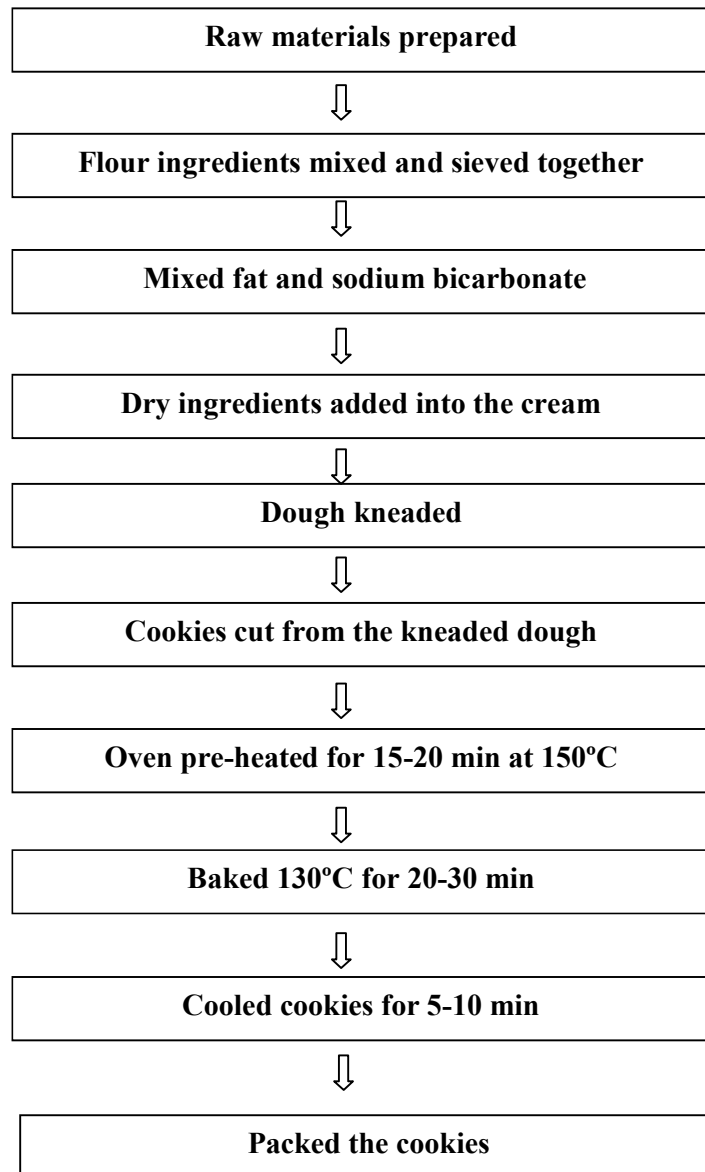 Raw materials prepared
Flour ingredients mixed and sieved together
Mixed fat and sodium bicarbonate
Dry ingredients added into the cream
Dough kneaded
Cookies cut from the kneaded dough
Oven pre-heated for 15-20 min at 150ºC
Baked 130ºC for 20-30 min
Cooled cookies for 5-10 min
Packed the cookies